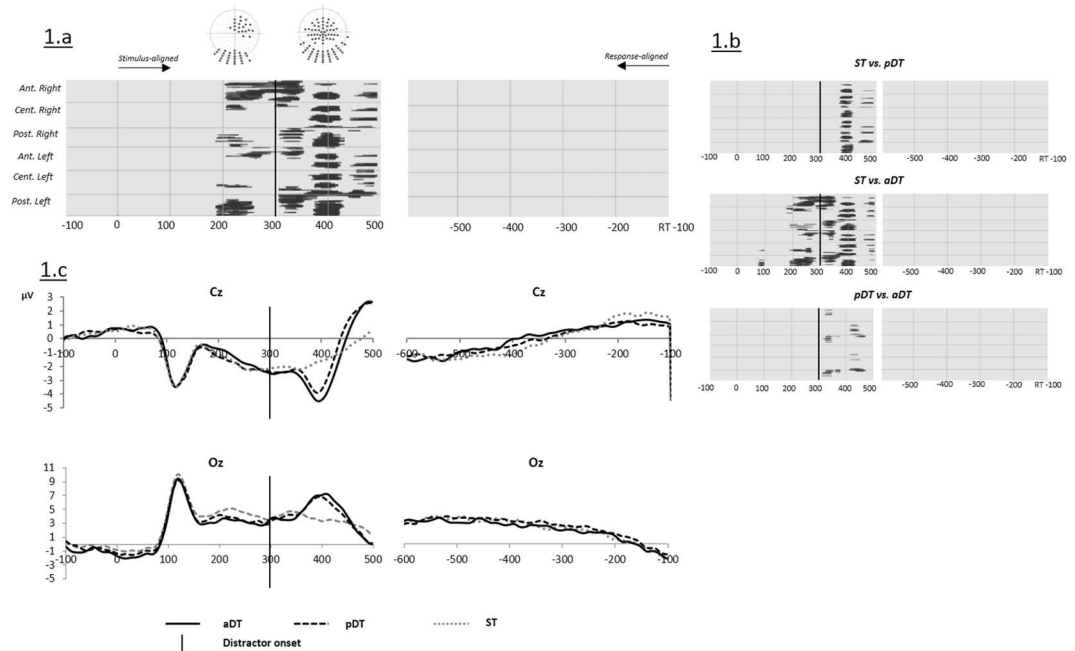 1.a
Stimulus-aligned
Response-aligned
Ant. Right
Cent. Right
Post. Right
Ant. Left
Cent. Left
Post. Left
-100 0 100 200 300 400 500
-500 -400 -300 -200 RT -100
1.b
ST vs. pDT
-100 0 100 200 300 400 500
-500 -400 -300 -200 RT -100
ST vs. aDT
-100 0 100 200 300 400 500
-500 -400 -300 -200 RT -100
pDT vs. aDT
-100 0 100 200 300 400 500
-500 -400 -300 -200 RT -100
1.c
μV
Cz
3
2
1
0
-1
-2
-3
-4
-5
-100 0 100 200 300 400 500
Cz
-600 -500 -400 -300 -200 -100
Oz
11
9
7
5
3
1
-1
-3
-5
-100 0 100 200 300 400 500
Oz
-600 -500 -400 -300 -200 -100
aDT pDT ST
Distractor onset